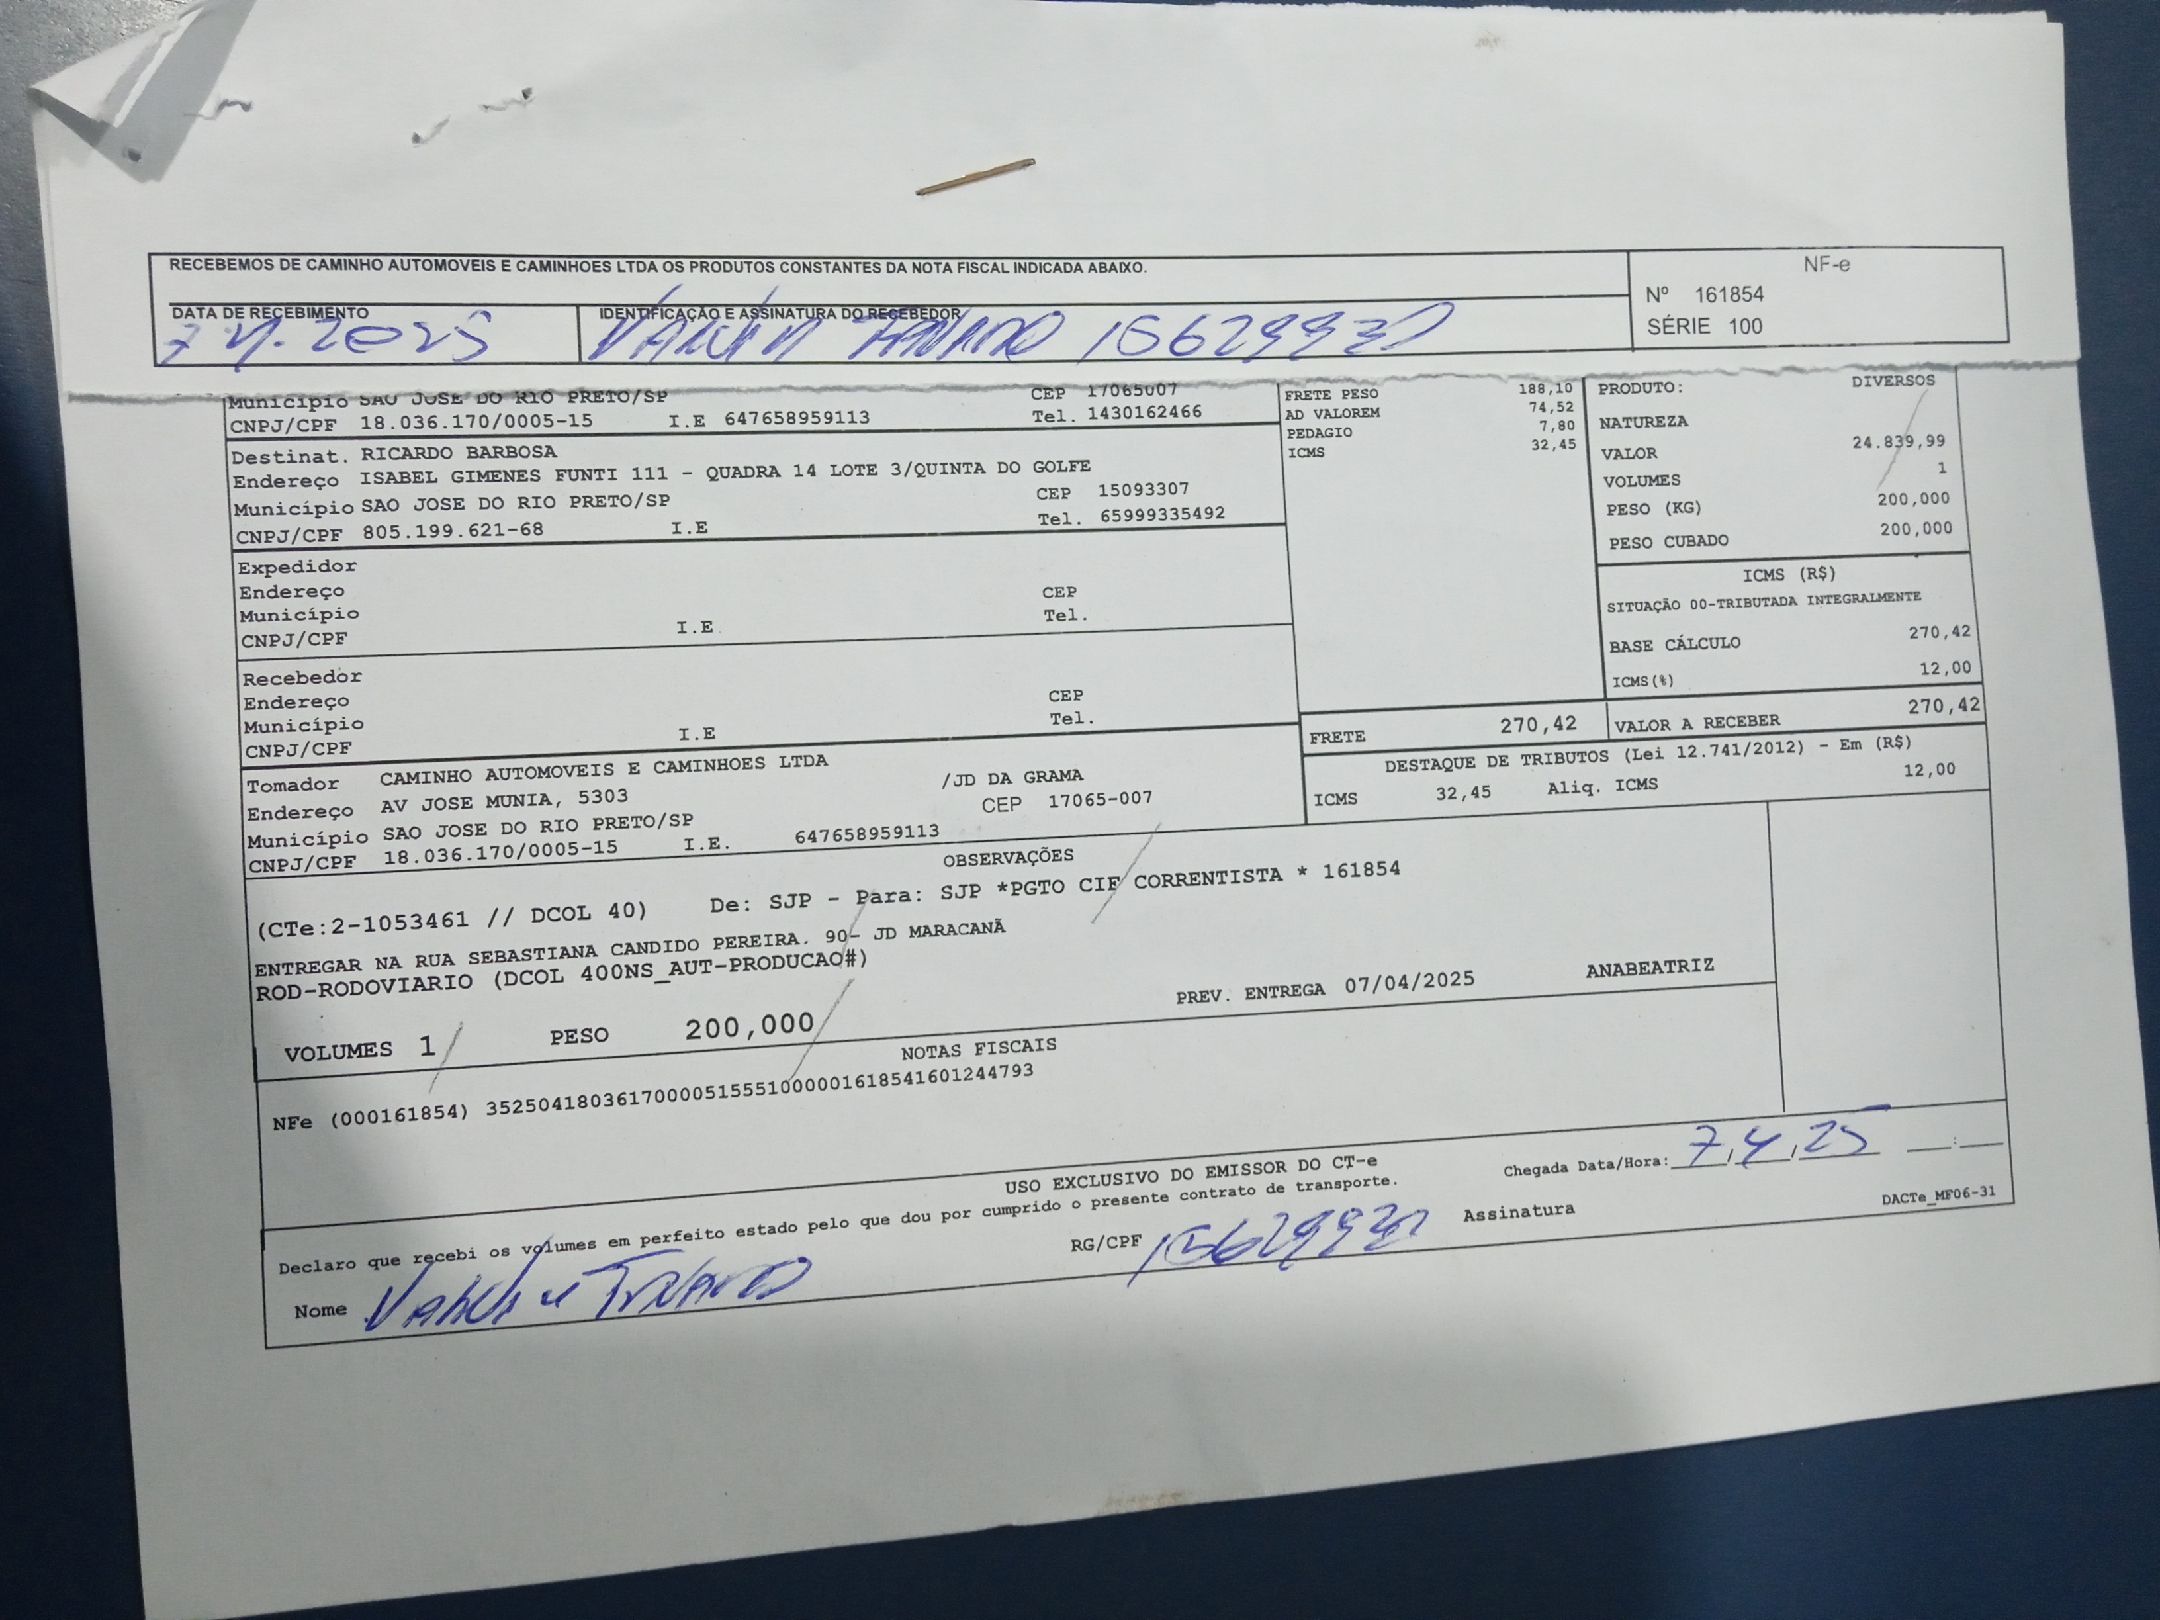 RECEBEMOS DE CAMINHO AUTOMOVEIS E CAMINHOES LTDA OS PRODUTOS CONSTANTES DA NOTA FISCAL INDICADA ABAIXO.
NF-e
Nº 161854
SÉRIE 100
DATA DE RECEBIMENTO
IDENTIFICAÇÃO E ASSINATURA DO RECEBEDOR
Município SAO JOSE DO RIO PRETO/SP CEP 17065007
CNPJ/CPF 18.036.170/0005-15 I.E 647658959113 Tel. 1430162466
Destinat. RICARDO BARBOSA
Endereço ISABEL GIMENES FUNTI 111 - QUADRA 14 LOTE 3/QUINTA DO GOLFE
Município SAO JOSE DO RIO PRETO/SP CEP 15093307
CNPJ/CPF 805.199.621-68 I.E Tel. 65999335492
Expedidor
Endereço CEP
Município Tel.
CNPJ/CPF I.E
Recebedor
Endereço CEP
Município Tel.
CNPJ/CPF I.E
Tomador CAMINHO AUTOMOVEIS E CAMINHOES LTDA
Endereço AV JOSE MUNIA, 5303 /JD DA GRAMA
Município SAO JOSE DO RIO PRETO/SP CEP 17065-007
CNPJ/CPF 18.036.170/0005-15 I.E. 647658959113
FRETE PESO 188,10
AD VALOREM 74,52
PEDAGIO 7,80
ICMS 32,45
PRODUTO: DIVERSOS
NATUREZA
VALOR 24.839,99
VOLUMES 1
PESO (KG) 200,000
PESO CUBADO 200,000
ICMS (R$)
SITUAÇÃO 00-TRIBUTADA INTEGRALMENTE
BASE CÁLCULO 270,42
ICMS(%) 12,00
FRETE 270,42 VALOR A RECEBER 270,42
DESTAQUE DE TRIBUTOS (Lei 12.741/2012) - Em (R$)
ICMS 32,45 Aliq. ICMS 12,00
OBSERVAÇÕES
(CTe:2-1053461 // DCOL 40) De: SJP - Para: SJP *PGTO CIF CORRENTISTA * 161854
ENTREGAR NA RUA SEBASTIANA CANDIDO PEREIRA. 90- JD MARACANÃ
ROD-RODOVIARIO (DCOL 400NS_AUT-PRODUCAO#)
PREV. ENTREGA 07/04/2025 ANABEATRIZ
VOLUMES 1 PESO 200,000
NOTAS FISCAIS
NFe (000161854) 35250418036170000515551000001618541601244793
USO EXCLUSIVO DO EMISSOR DO CT-e
Chegada Data/Hora: 7/4/25 __:__
Declaro que recebi os volumes em perfeito estado pelo que dou por cumprido o presente contrato de transporte.
Nome
RG/CPF
Assinatura
DACTe_MF06-31